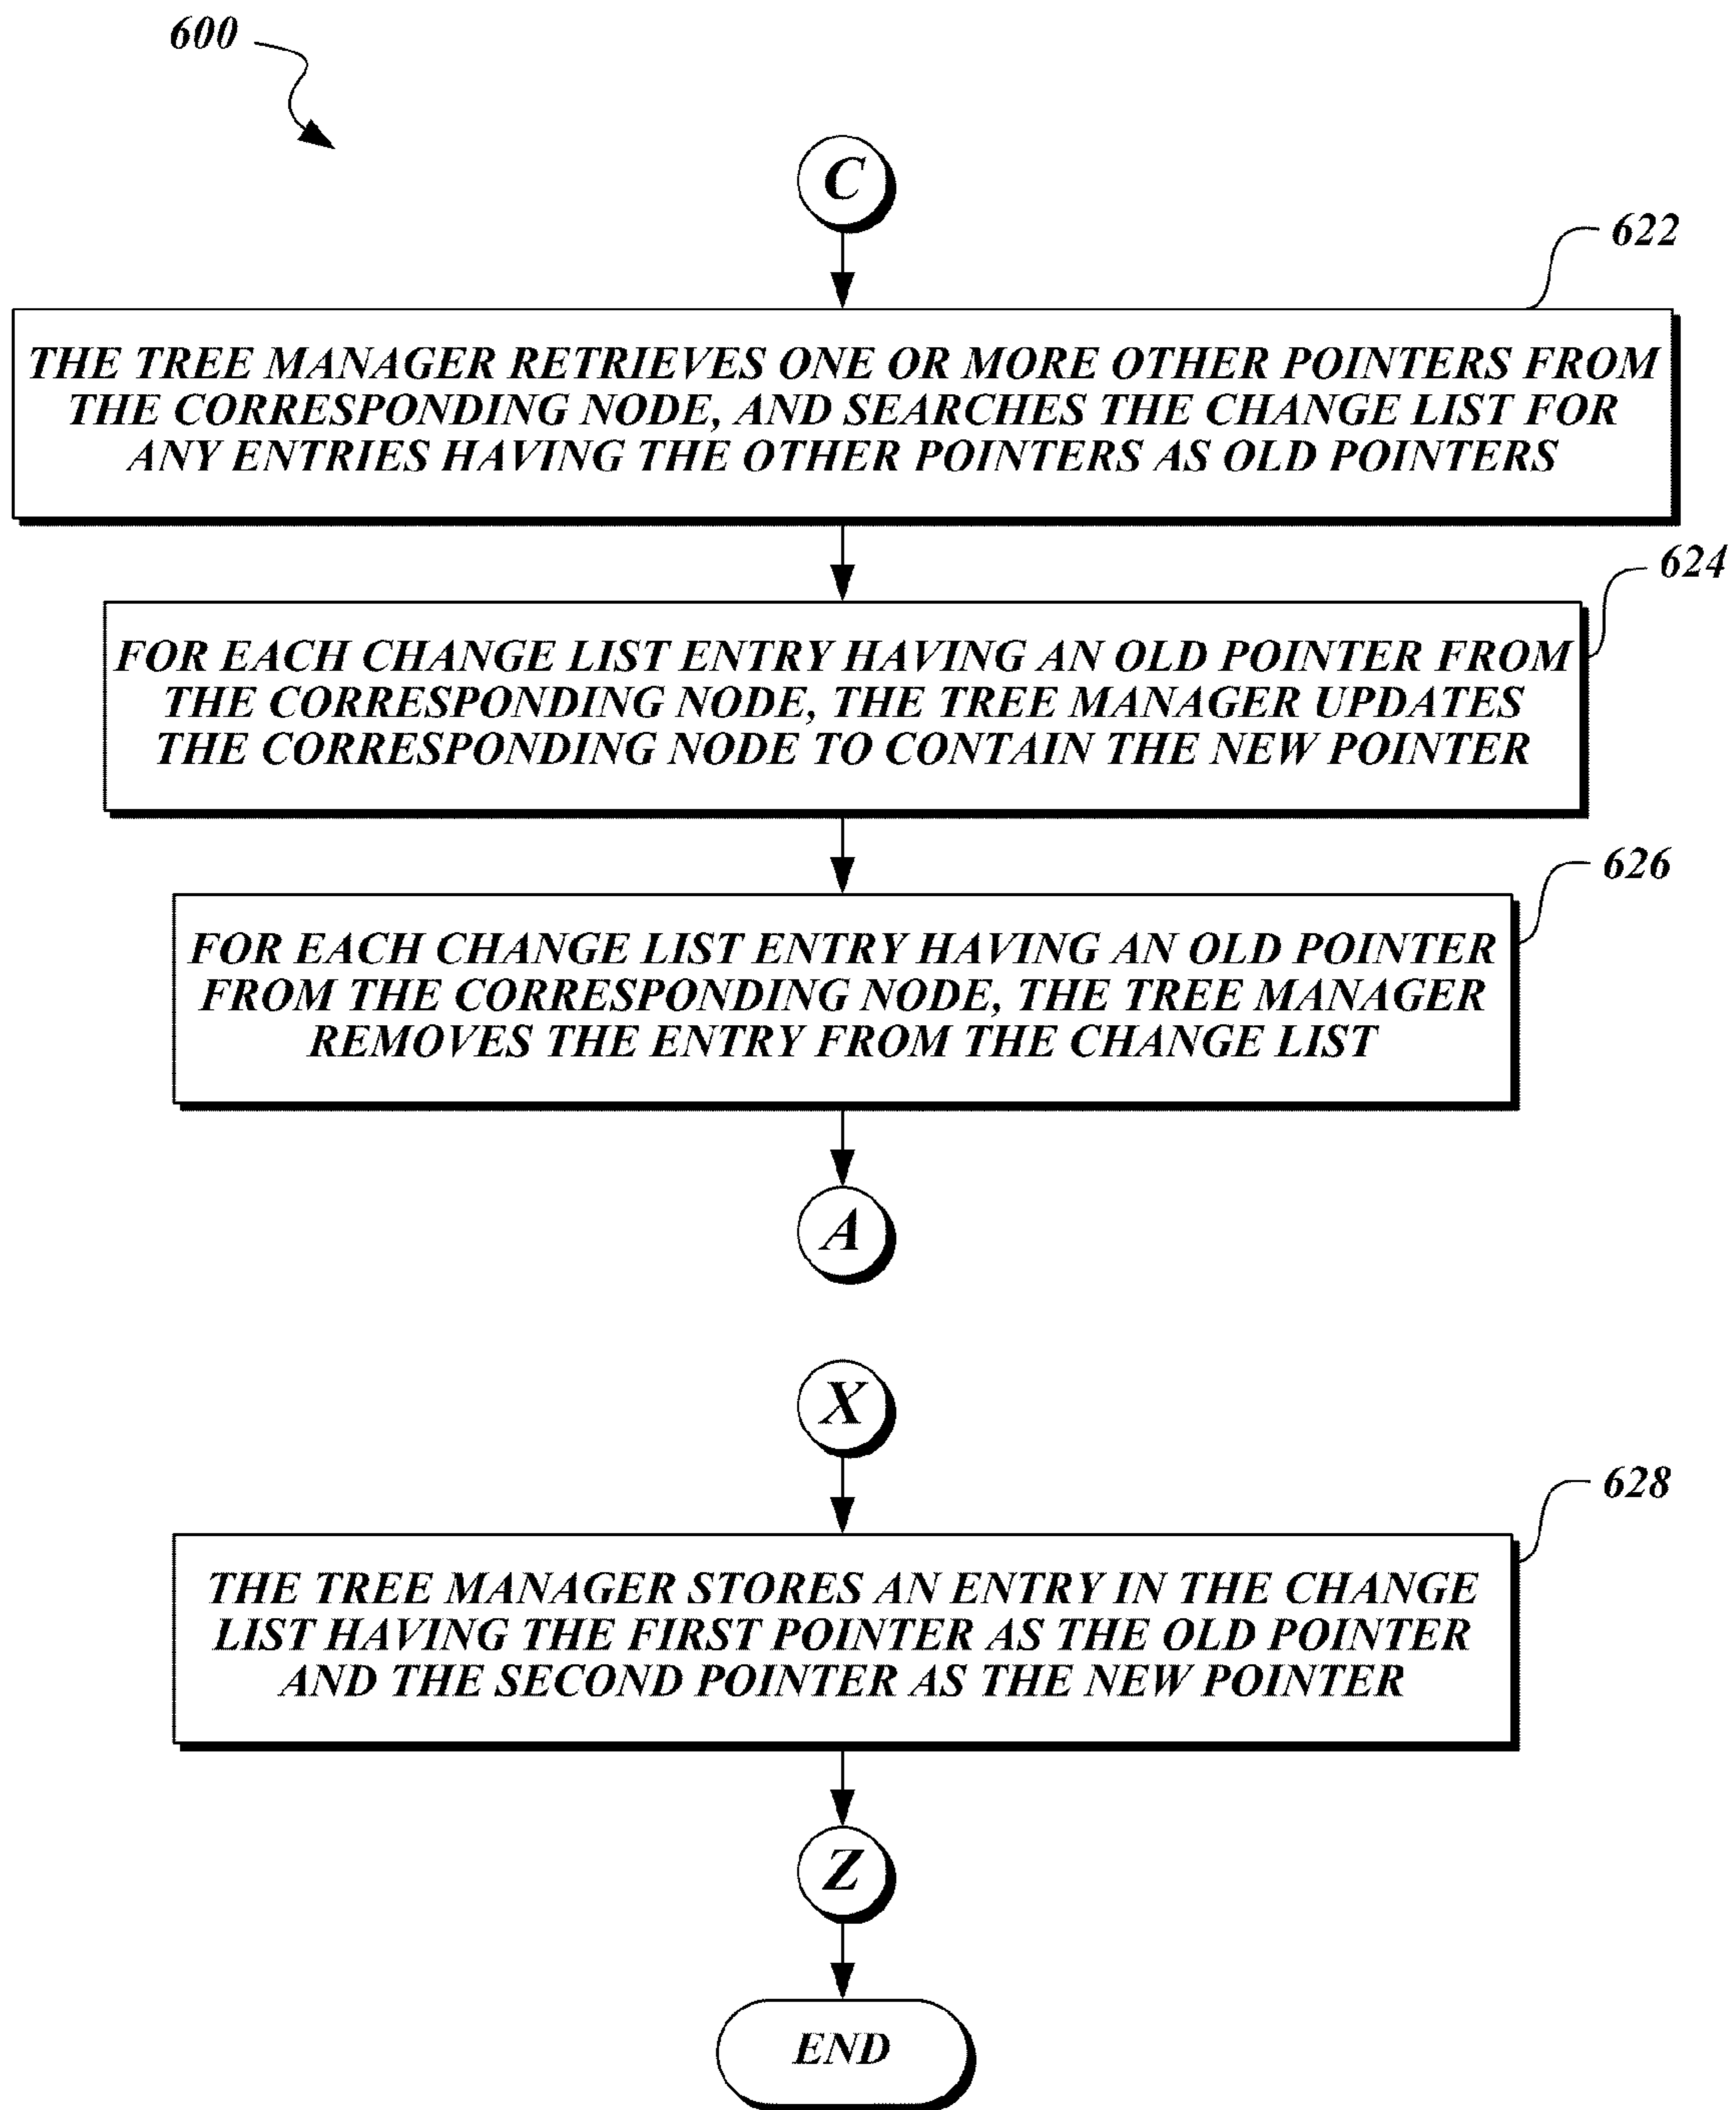 600
C
622
THE TREE MANAGER RETRIEVES ONE OR MORE OTHER POINTERS FROM
THE CORRESPONDING NODE, AND SEARCHES THE CHANGE LIST FOR
ANY ENTRIES HAVING THE OTHER POINTERS AS OLD POINTERS
624
FOR EACH CHANGE LIST ENTRY HAVING AN OLD POINTER FROM
THE CORRESPONDING NODE, THE TREE MANAGER UPDATES
THE CORRESPONDING NODE TO CONTAIN THE NEW POINTER
626
FOR EACH CHANGE LIST ENTRY HAVING AN OLD POINTER
FROM THE CORRESPONDING NODE, THE TREE MANAGER
REMOVES THE ENTRY FROM THE CHANGE LIST
A
X
628
THE TREE MANAGER STORES AN ENTRY IN THE CHANGE
LIST HAVING THE FIRST POINTER AS THE OLD POINTER
AND THE SECOND POINTER AS THE NEW POINTER
Z
END